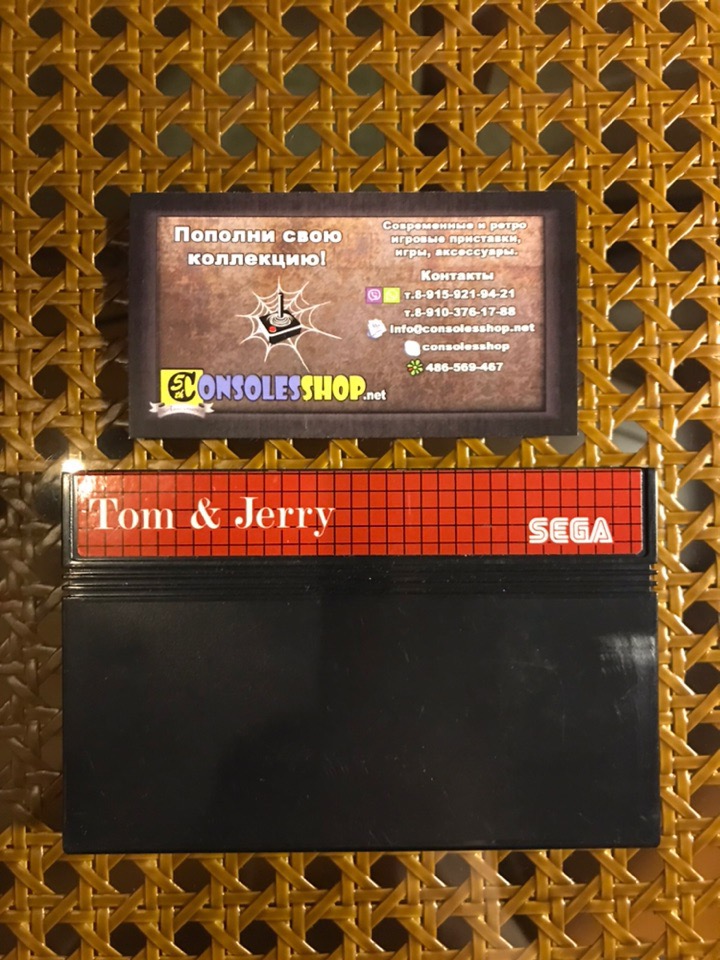 Пополни свою
коллекцию!
Современные и ретро
игровые приставки,
игры, аксессуары.
Контакты
т.8-915-921-94-21
т.8-910-376-17-88
info@consolesshop.net
consolesshop
486-569-467
CONSOLESSHOP.net
Tom & Jerry
SEGA